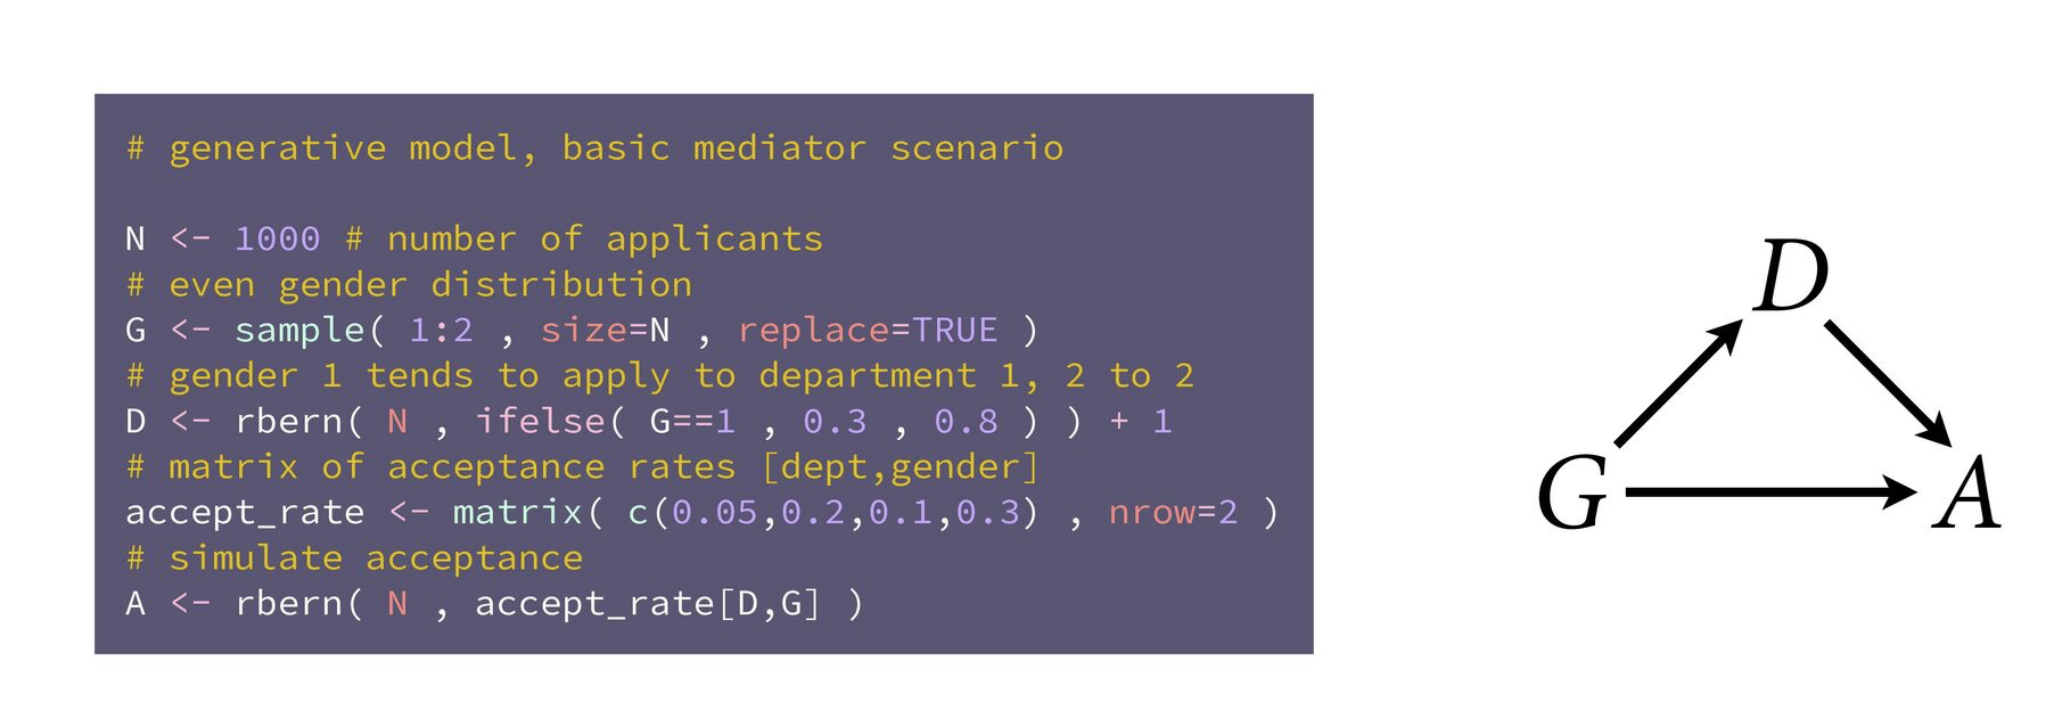 # generative model, basic mediator scenario
N <- 1000 # number of applicants
# even gender distribution
G <- sample( 1:2 , size=N , replace=TRUE )
# gender 1 tends to apply to department 1, 2 to 2
D <- rbern( N , ifelse( G==1 , 0.3 , 0.8 ) ) + 1
# matrix of acceptance rates [dept,gender]
accept_rate <- matrix( c(0.05,0.2,0.1,0.3) , nrow=2 )
# simulate acceptance
A <- rbern( N , accept_rate[D,G] )
D
G
A